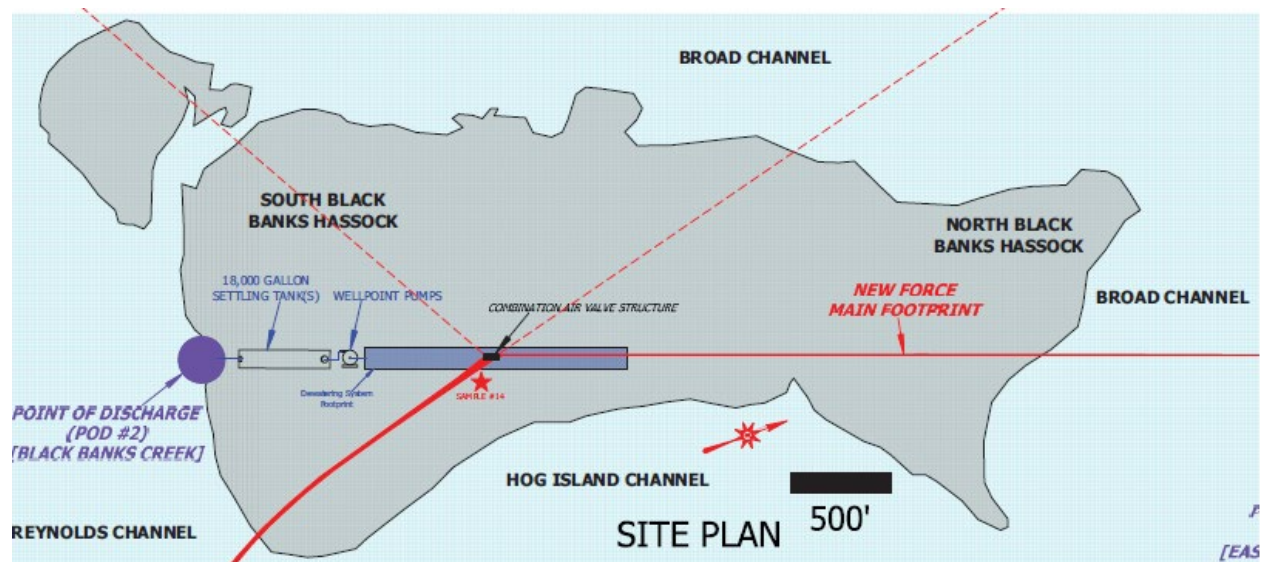 BROAD CHANNEL
SOUTH BLACK
BANKS HASSOCK
NORTH BLACK
BANKS HASSOCK
18,000 GALLON
SETTLING TANK(S)
WELLPOINT PUMPS
COMBINATION AIR VALVE STRUCTURE
NEW FORCE
MAIN FOOTPRINT
BROAD CHANNEL
Dewatering System
Footprint
SAMPLE #14
POINT OF DISCHARGE
(POD #2)
[BLACK BANKS CREEK]
HOG ISLAND CHANNEL
REYNOLDS CHANNEL
SITE PLAN
500'
[EAS